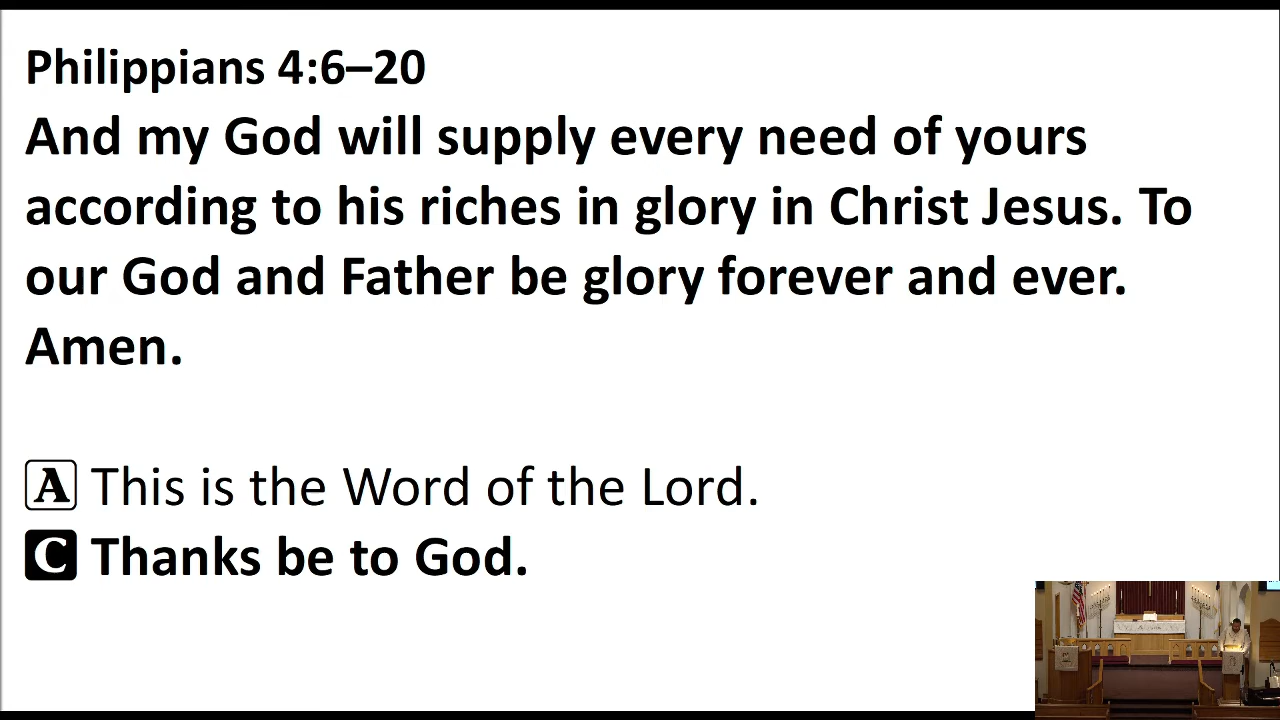 Philippians 4:6–20
And my God will supply every need of yours
according to his riches in glory in Christ Jesus. To
our God and Father be glory forever and ever.
Amen.
A This is the Word of the Lord.
C Thanks be to God.